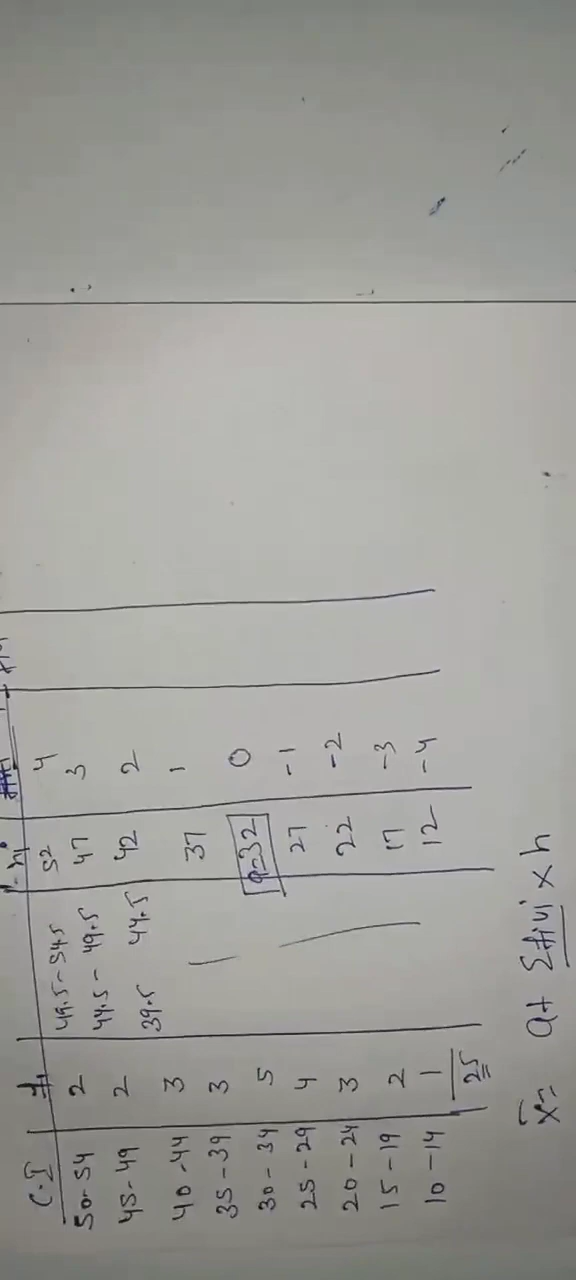 C.I fi xi
50-54 2 49.5-54.5 52 4
45-49 2 44.5-49.5 47 3
40-44 3 39.5 44.5 42 2
35-39 3 37 1
30-34 5 a=32 0
25-29 4 27 -1
20-24 3 22 -2
15-19 2 17 -3
10-14 1 12 -4
25
x̄= a+ Σfiui × h